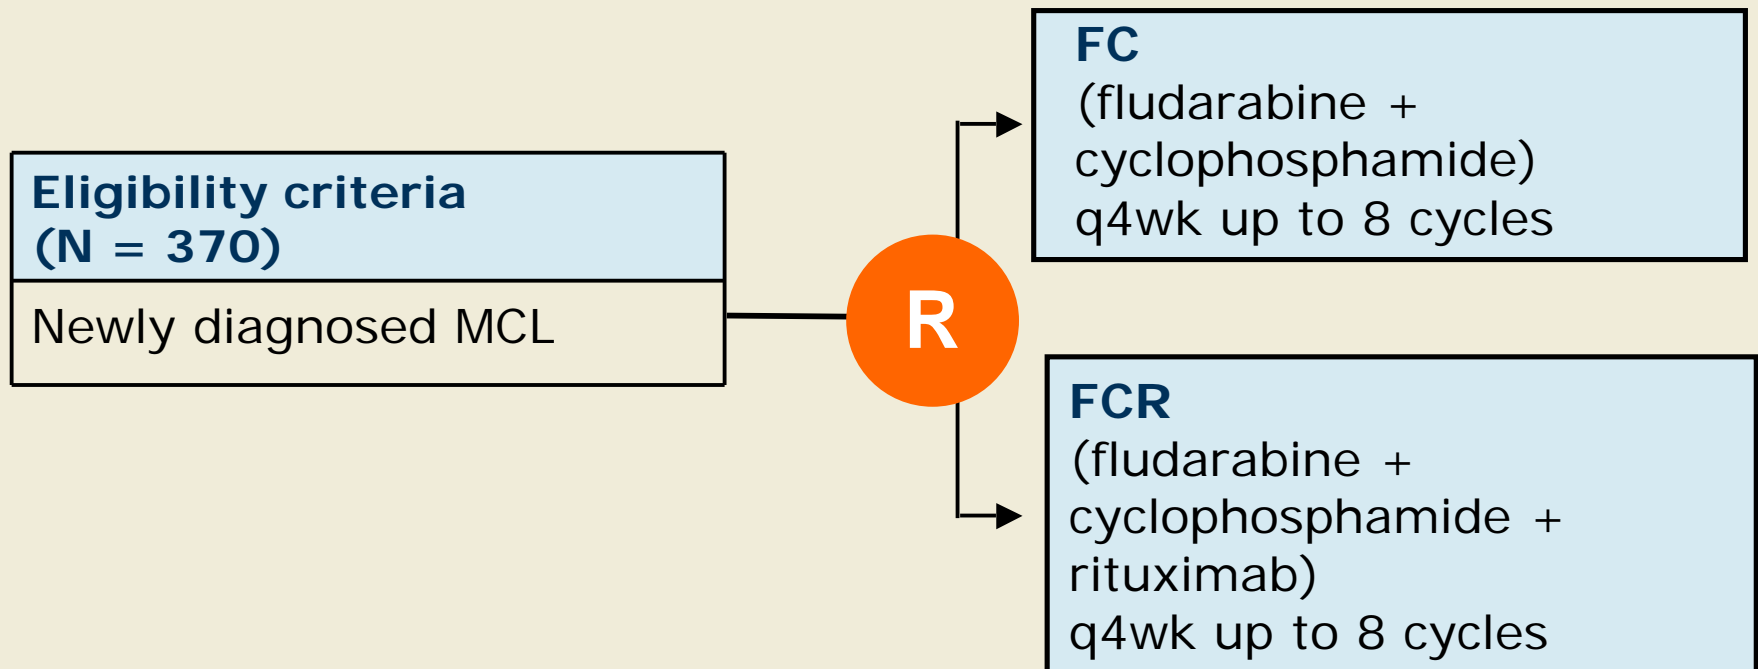 Eligibility criteria
(N = 370)
Newly diagnosed MCL
R
FC
(fludarabine +
cyclophosphamide)
q4wk up to 8 cycles
FCR
(fludarabine +
cyclophosphamide +
rituximab)
q4wk up to 8 cycles